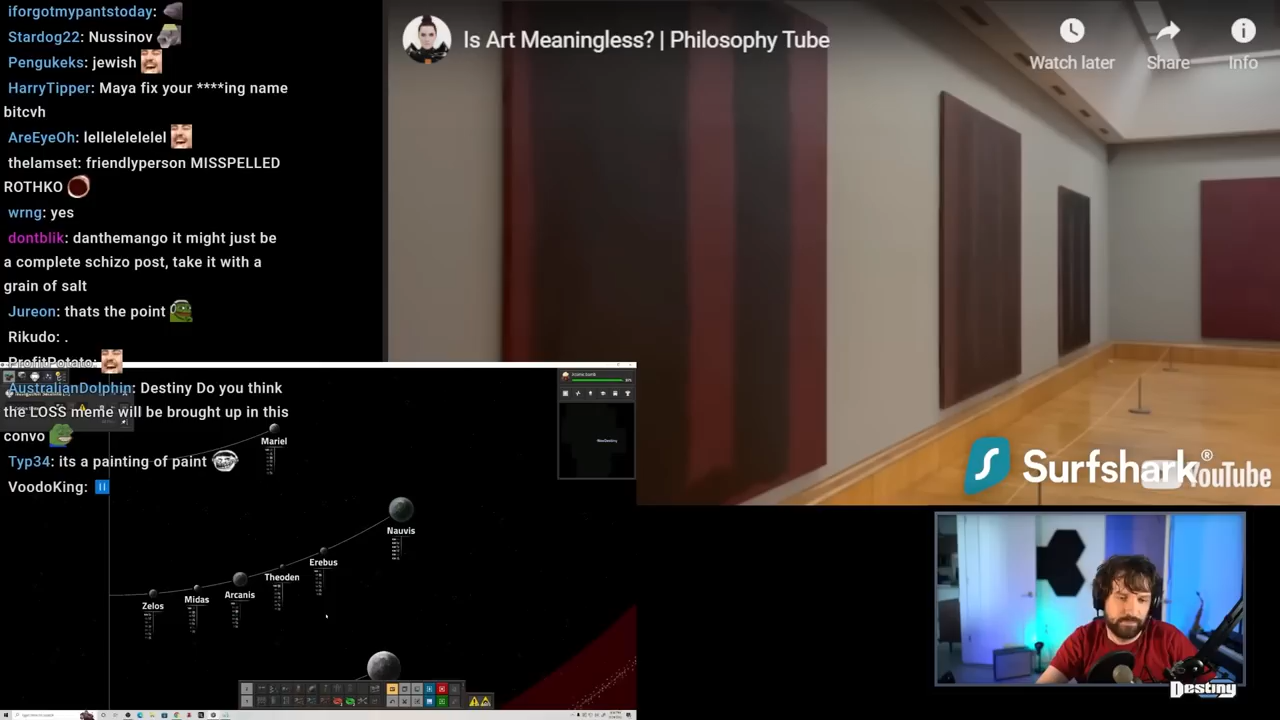 iforgotmypantstoday:
Stardog22: Nussinov
Pengukeks: jewish
HarryTipper: Maya fix your ****ing name
bitcvh
AreEyeOh: lellelelelelel
thelamset: friendlyperson MISSPELLED
ROTHKO
wrng: yes
dontblik: danthemango it might just be
a complete schizo post, take it with a
grain of salt
Jureon: thats the point
Rikudo: .
ProfitPotato:
AustralianDolphin: Destiny Do you think
the LOSS meme will be brought up in this
convo
Typ34: its a painting of paint
VoodoKing:
Is Art Meaningless? | Philosophy Tube
Watch later
Share
Info
Surfshark®
YouTube
Mariel
Nauvis
Erebus
Theoden
Arcanis
Midas
Zelos
Destiny